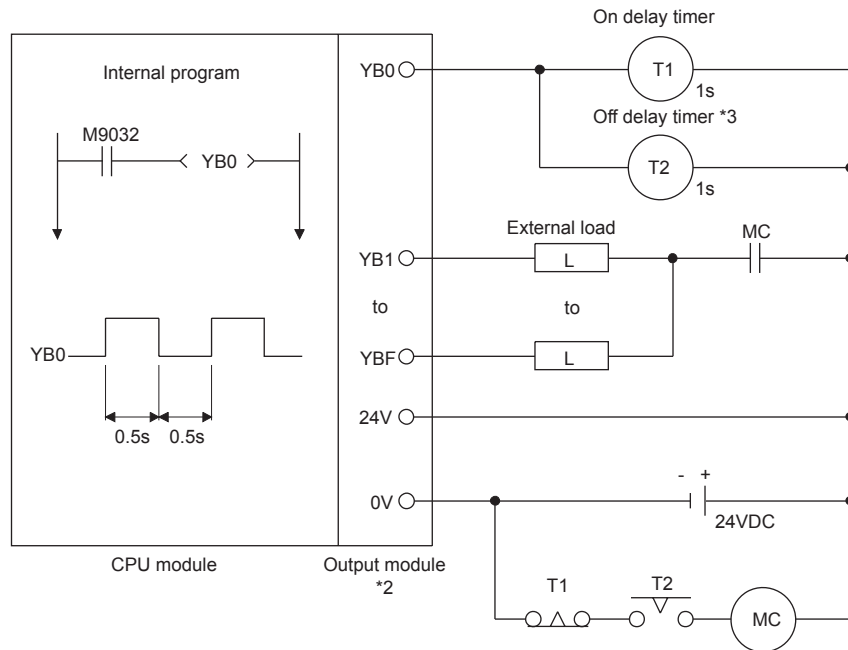 On delay timer
Internal program
YB0
T1
1s
M9032
YB0
Off delay timer *3
T2
1s
External load
YB1
L
MC
to
to
YB0
YBF
L
0.5s
0.5s
24V
0V
- +
24VDC
CPU module
Output module
*2
T1
T2
MC